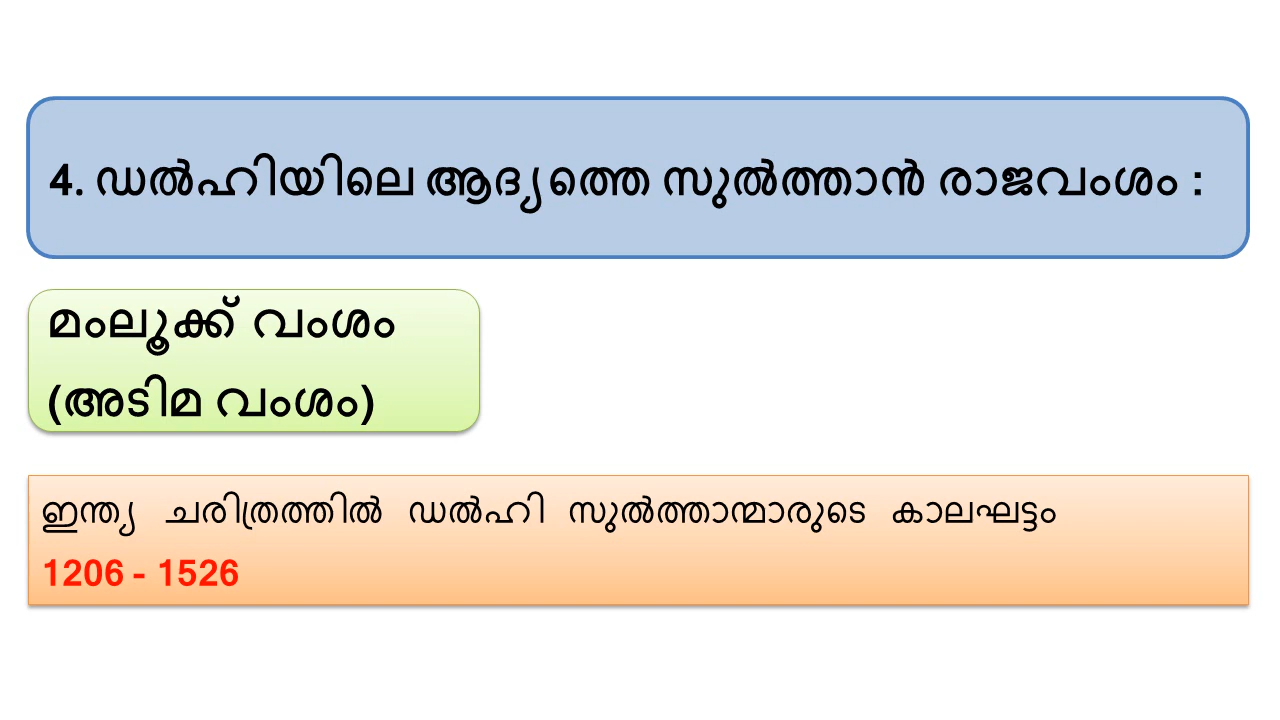 4. ഡൽഹിയിലെ ആദ്യത്തെ സുൽത്താൻ രാജവംശം :
മംലൂക്ക് വംശം
(അടിമ വംശം)
ഇന്ത്യ ചരിത്രത്തിൽ ഡൽഹി സുൽത്താന്മാരുടെ കാലഘട്ടം
1206 - 1526